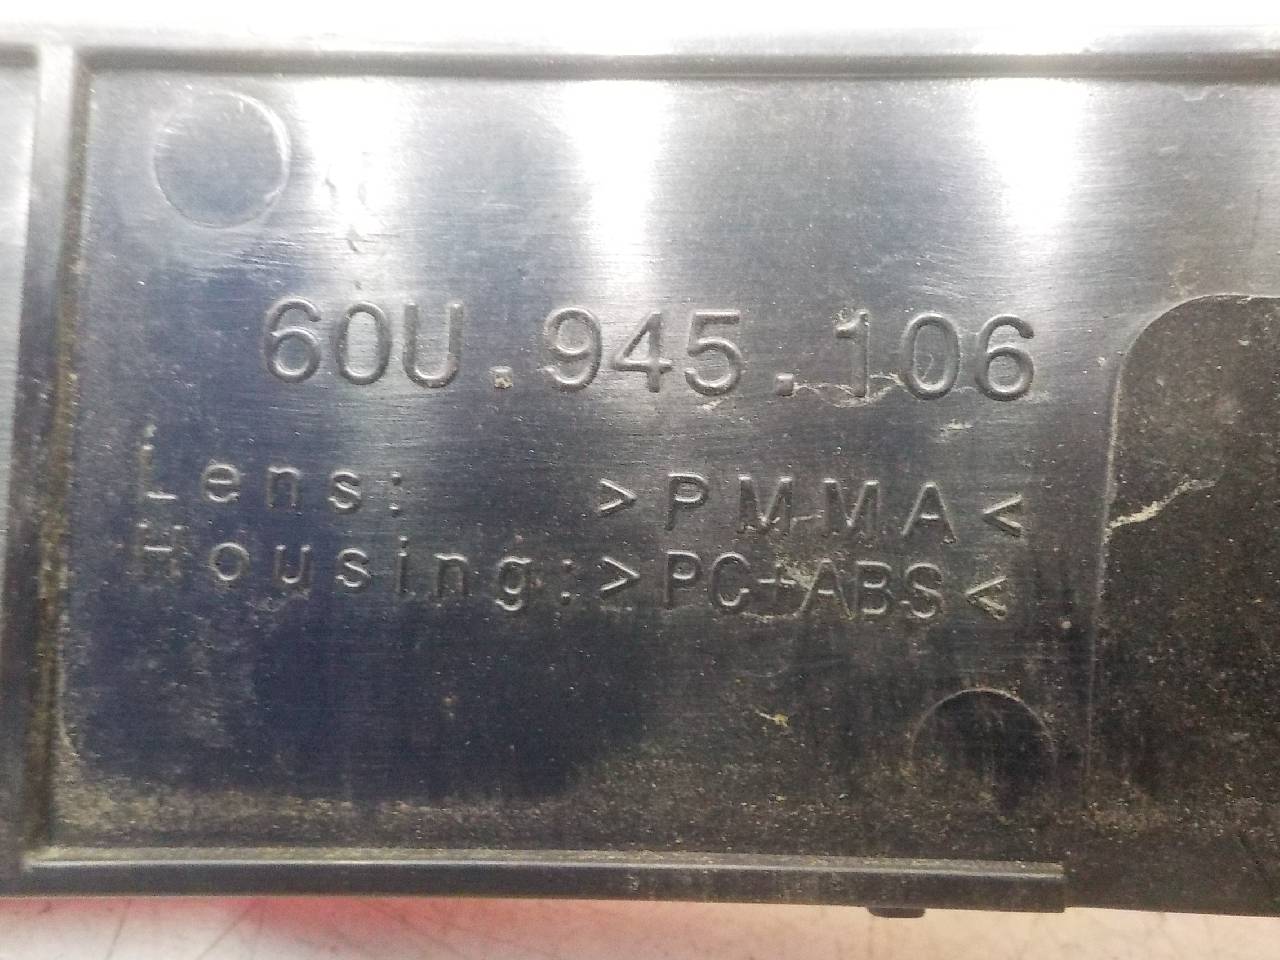 60U.945.106
Lens: >PMMA<
Housing:>PC+ABS<